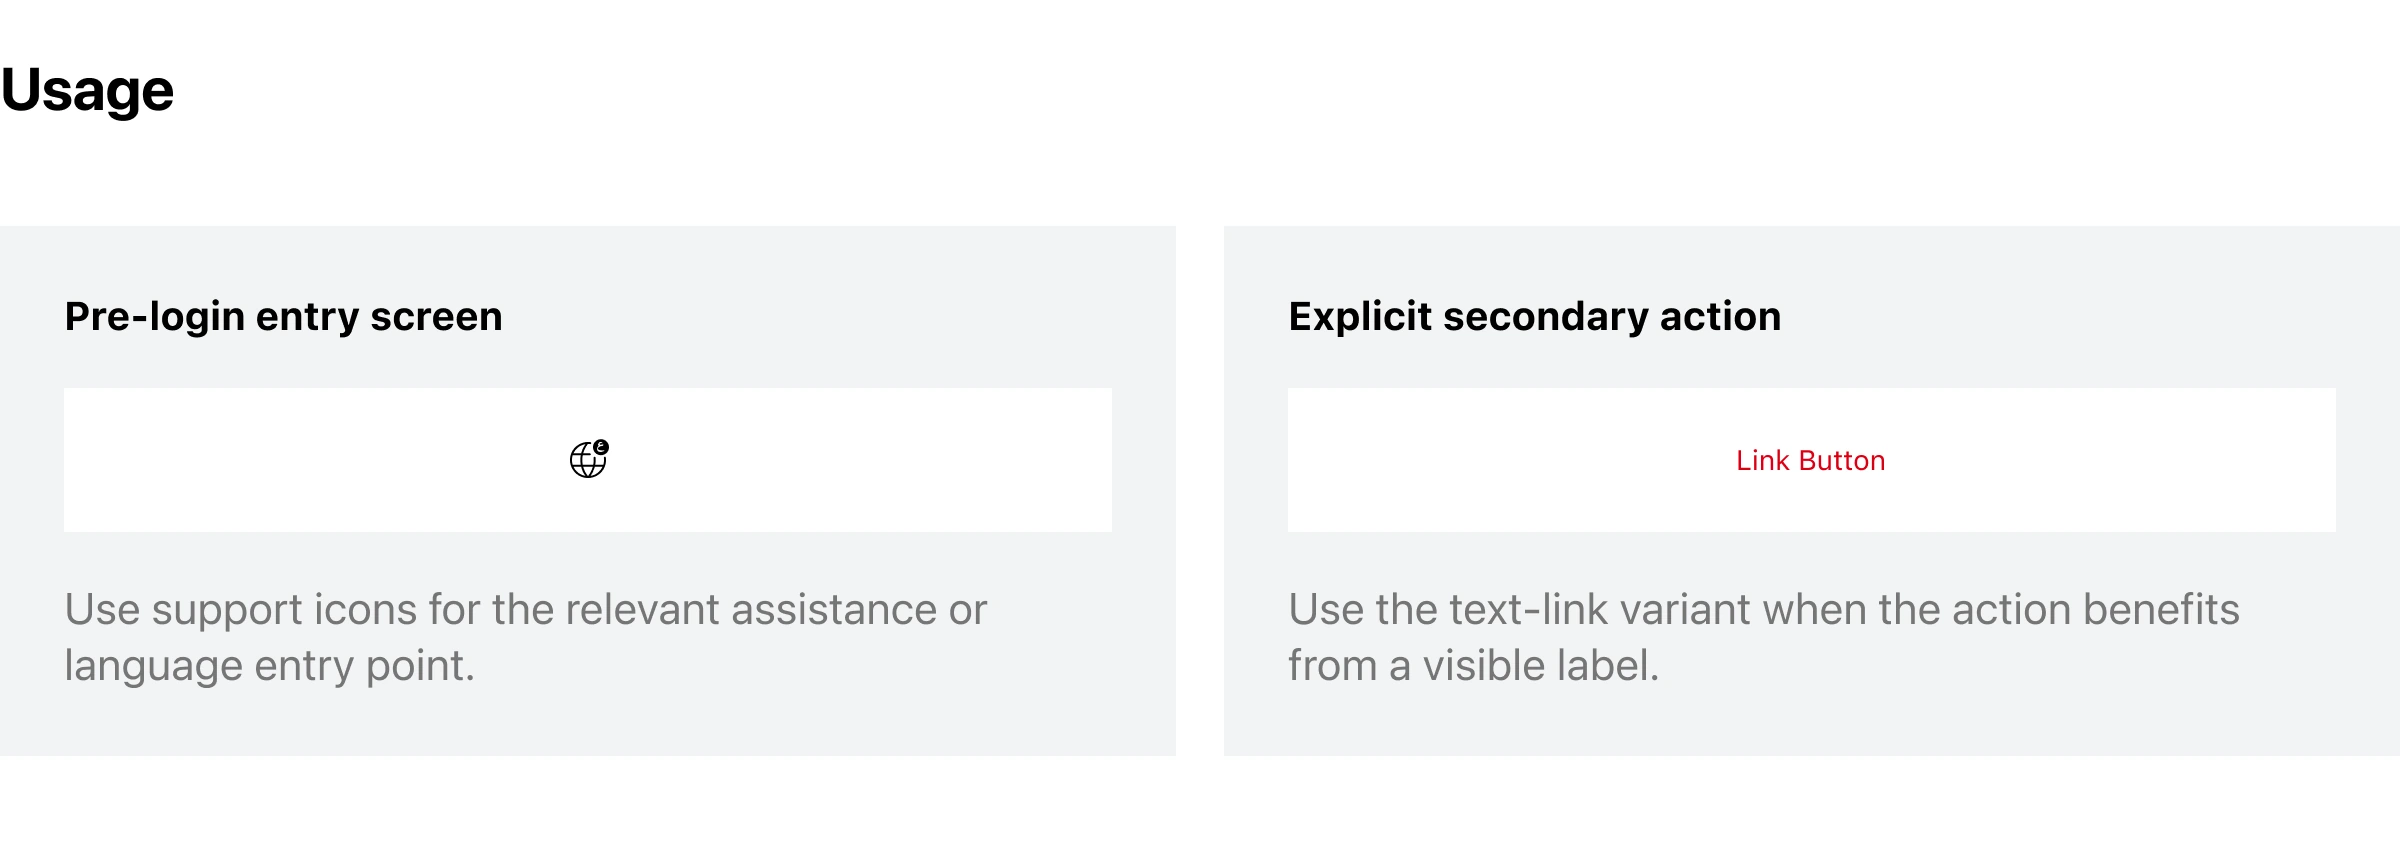 Usage
Pre-login entry screen
ع
Use support icons for the relevant assistance or
language entry point.
Explicit secondary action
Link Button
Use the text-link variant when the action benefits
from a visible label.